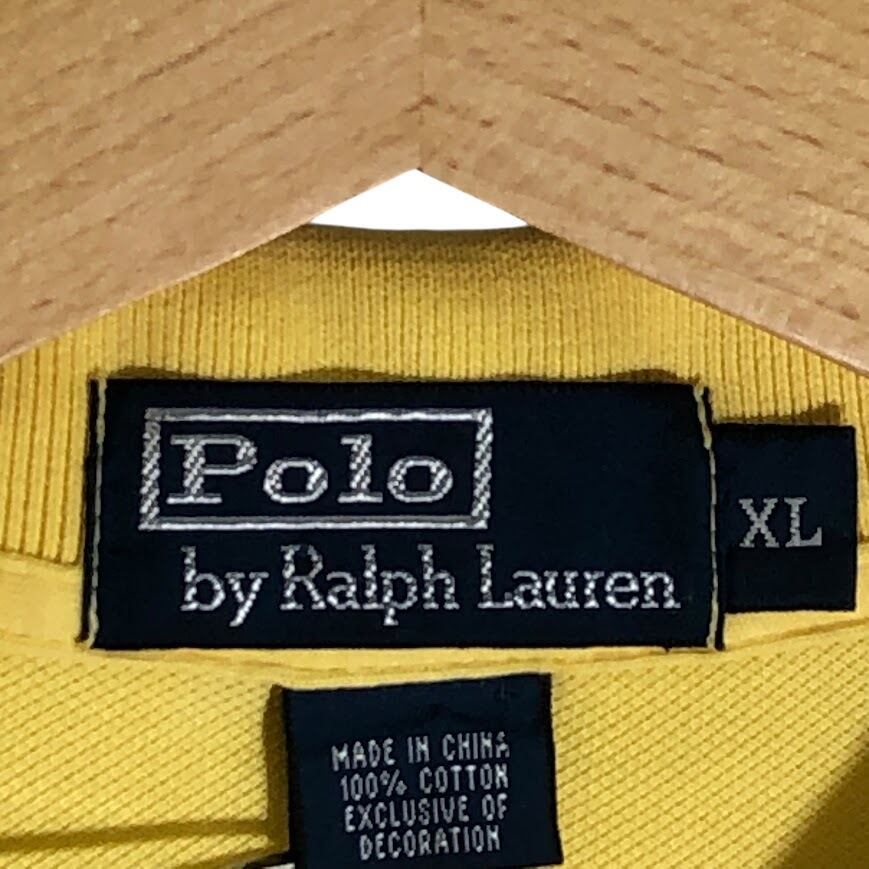 Polo
by Ralph Lauren
XL
MADE IN CHINA
100% COTTON
EXCLUSIVE OF
DECORATION